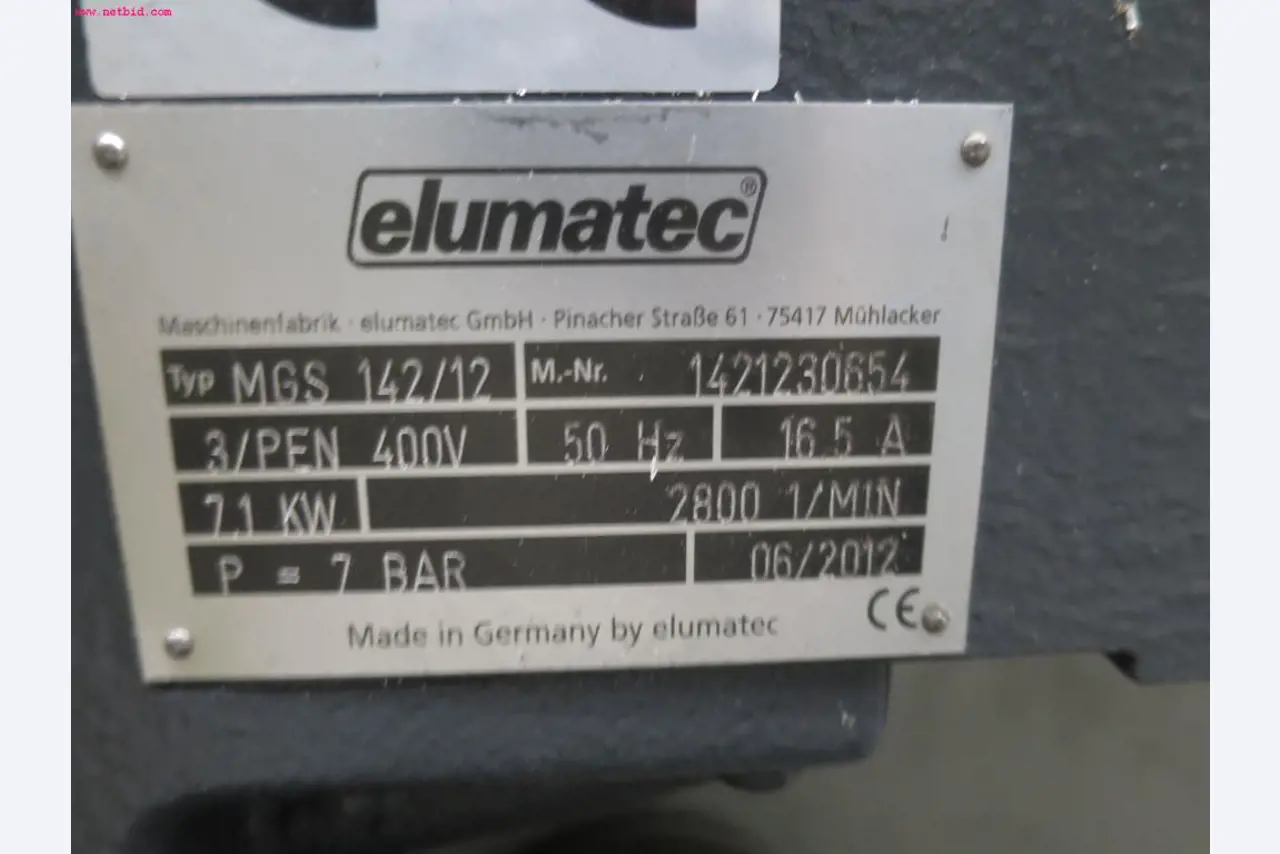 www.netbid.com
elumatec®
Maschinenfabrik · elumatec GmbH · Pinacher Straße 61 · 75417 Mühlacker
Typ MGS 142/12 M.-Nr. 1421230654
3/PEN 400V 50 Hz 16.5 A
7.1 KW 2800 1/MIN
P = 7 BAR 06/2012
Made in Germany by elumatec CE